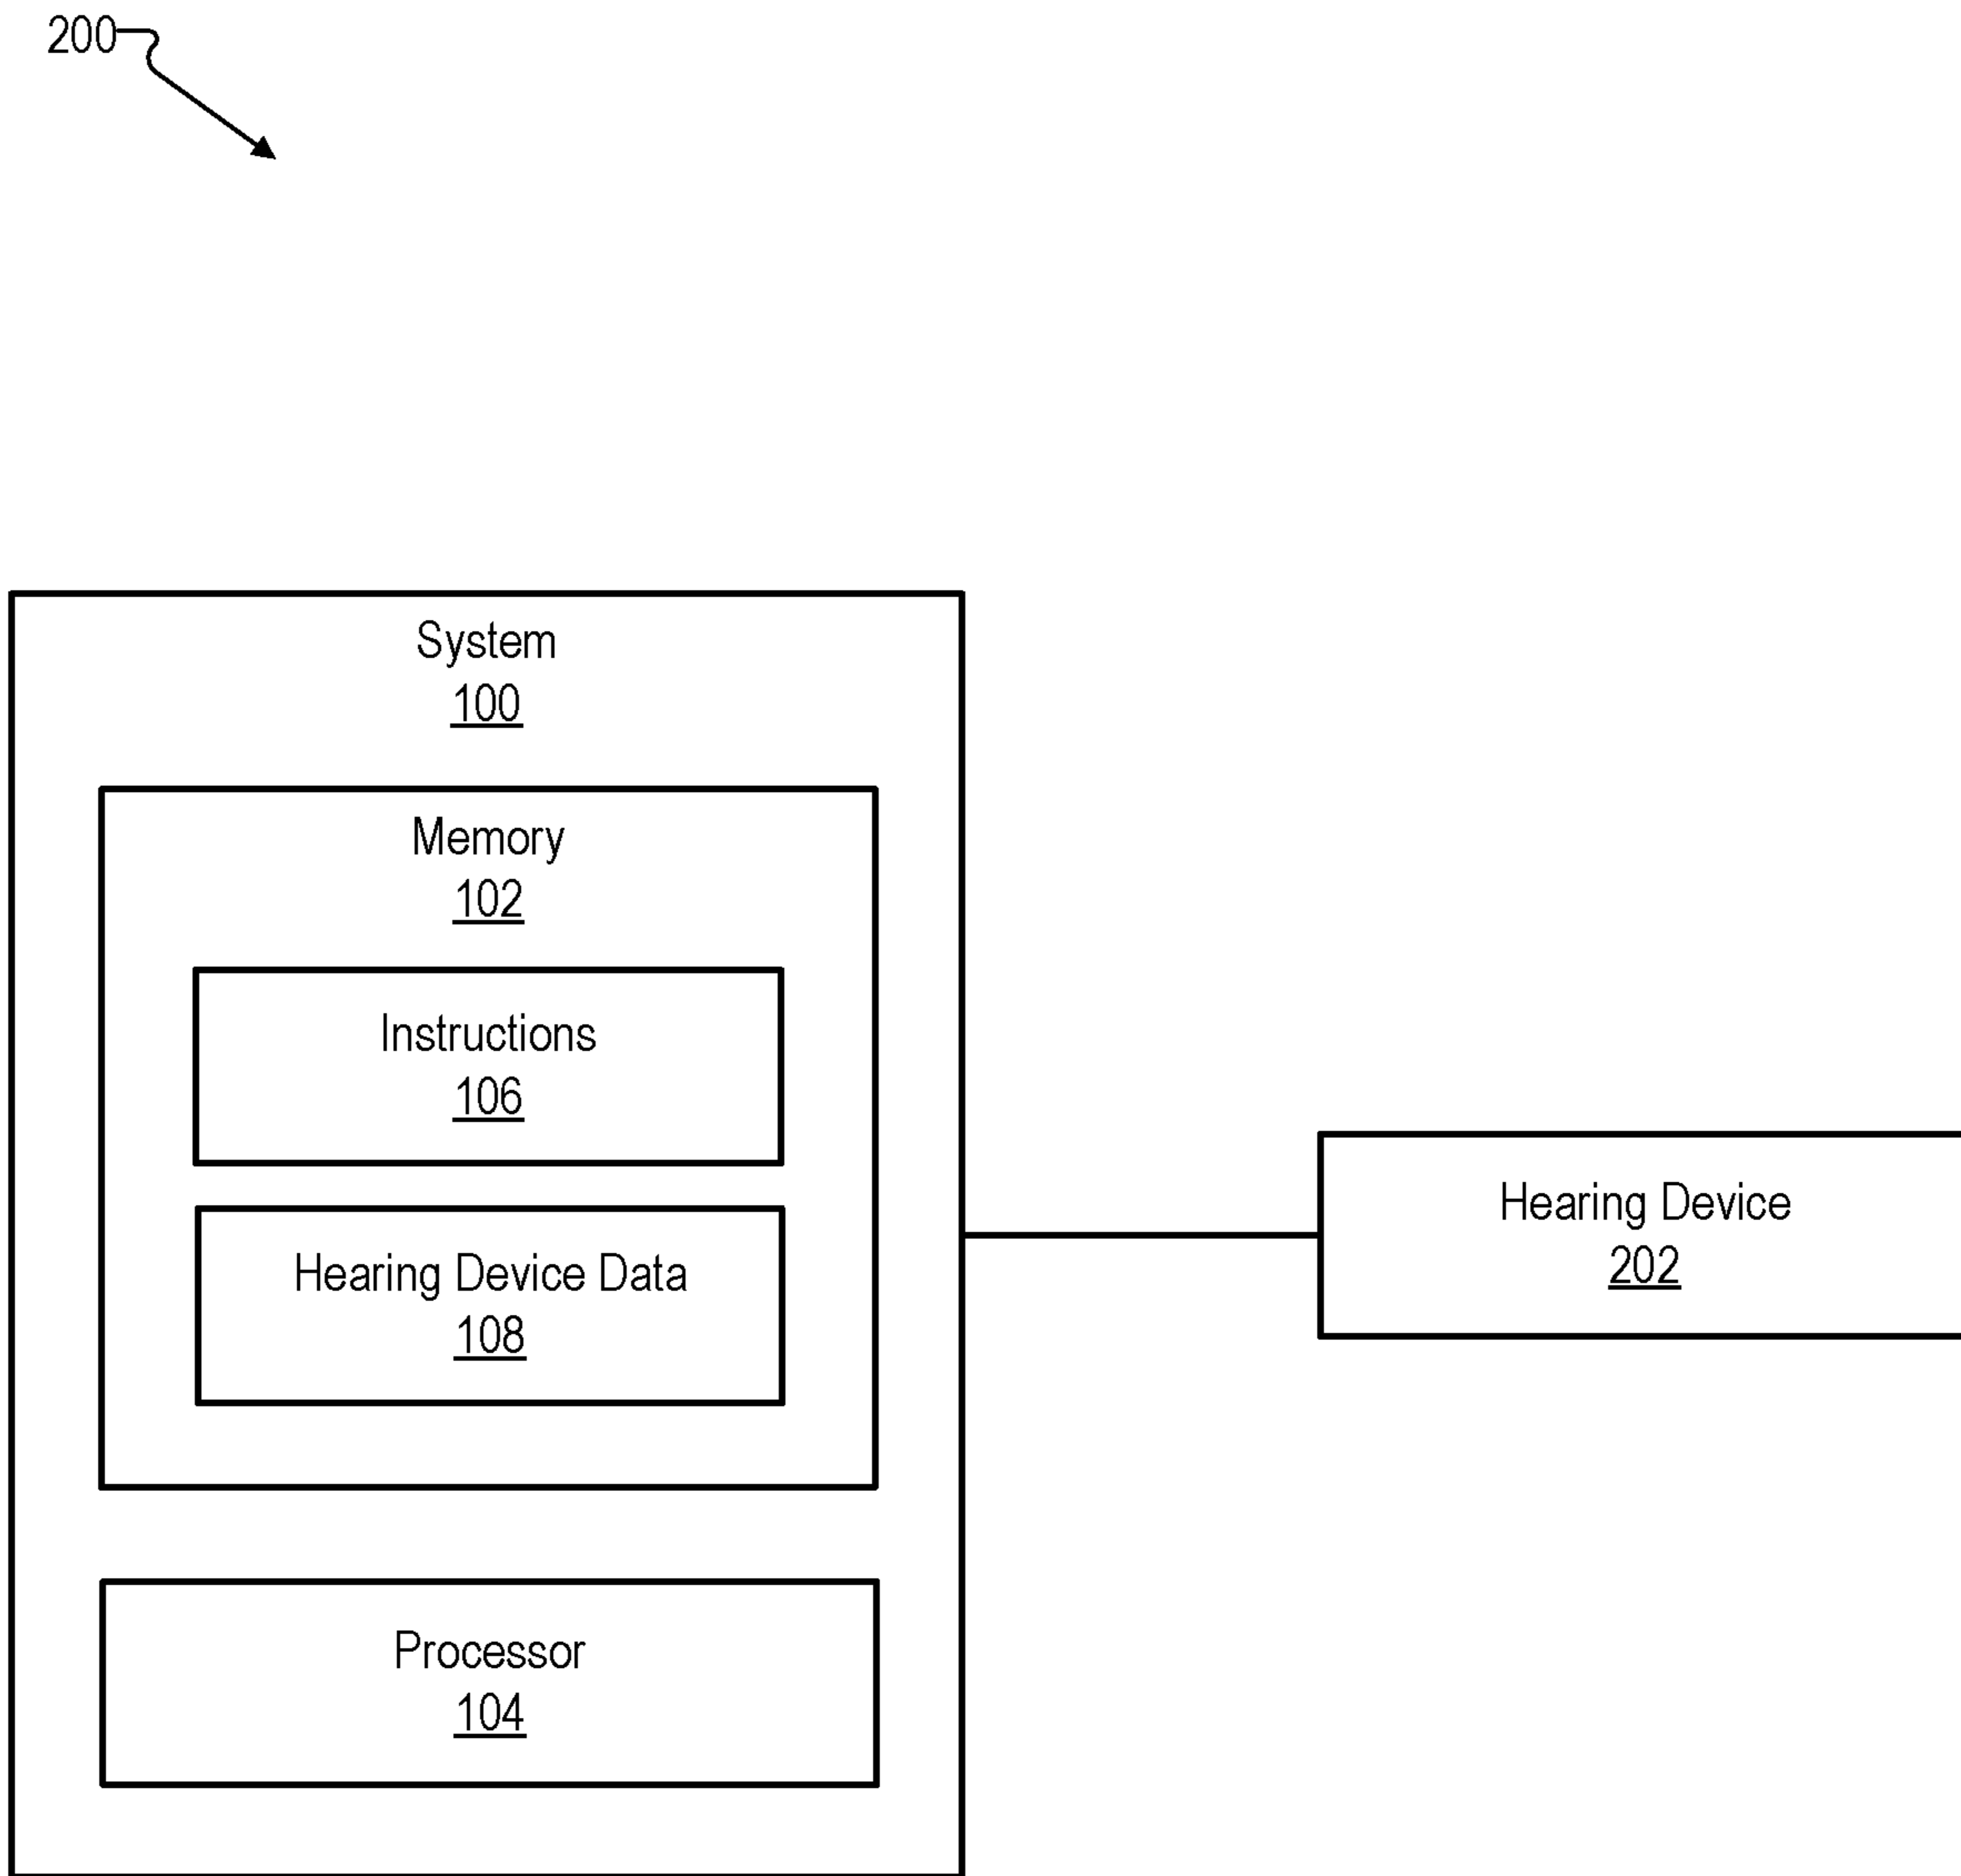 200
System
100
Memory
102
Instructions
106
Hearing Device Data
108
Processor
104
Hearing Device
202